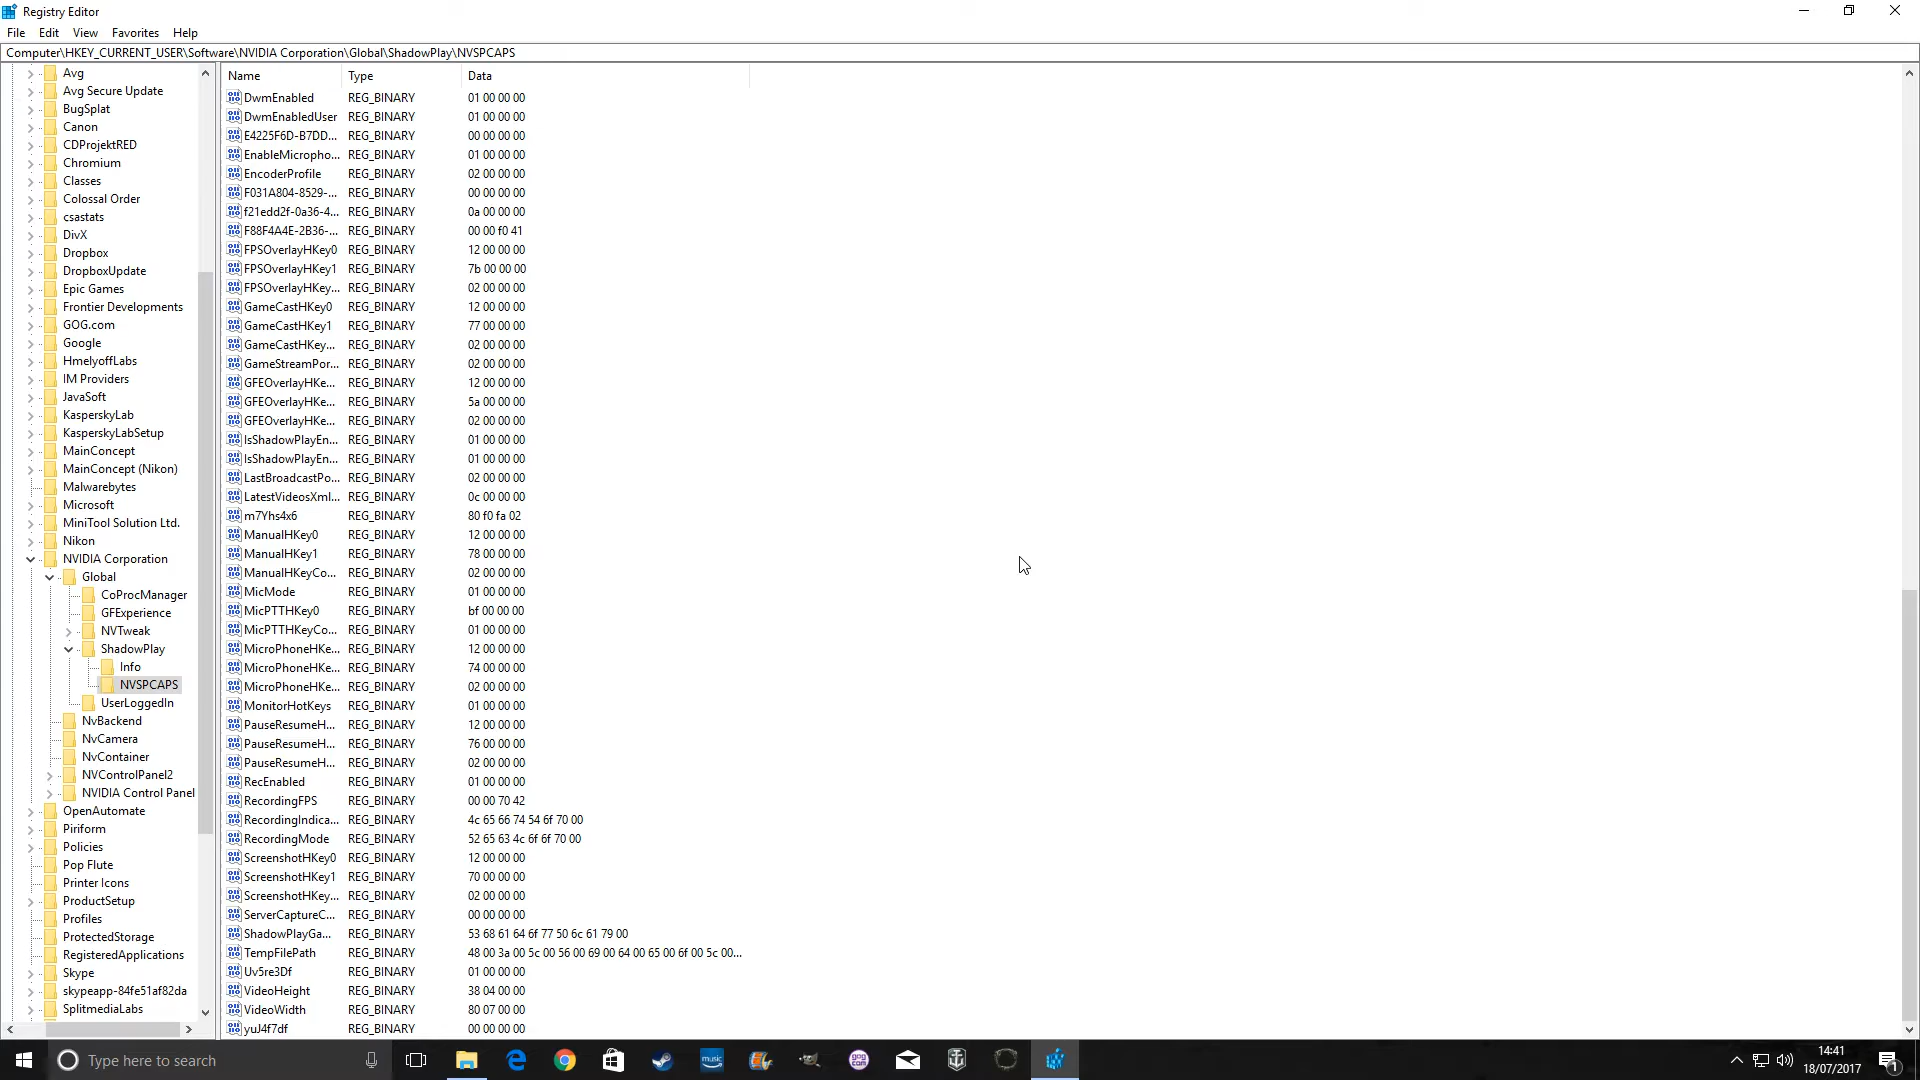 Registry Editor
File Edit View Favorites Help
Computer\HKEY_CURRENT_USER\Software\NVIDIA Corporation\Global\ShadowPlay\NVSPCAPS
Avg
Avg Secure Update
BugSplat
Canon
CDProjektRED
Chromium
Classes
Colossal Order
csastats
DivX
Dropbox
DropboxUpdate
Epic Games
Frontier Developments
GOG.com
Google
HmelyoffLabs
IM Providers
JavaSoft
KasperskyLab
KasperskyLabSetup
MainConcept
MainConcept (Nikon)
Malwarebytes
Microsoft
MiniTool Solution Ltd.
Nikon
NVIDIA Corporation
Global
CoProcManager
GFExperience
NVTweak
ShadowPlay
Info
NVSPCAPS
UserLoggedIn
NvBackend
NvCamera
NvContainer
NVControlPanel2
NVIDIA Control Panel
OpenAutomate
Piriform
Policies
Pop Flute
Printer Icons
ProductSetup
Profiles
ProtectedStorage
RegisteredApplications
Skype
skypeapp-84fe51af82da
SplitmediaLabs
Name Type Data
DwmEnabled REG_BINARY 01 00 00 00
DwmEnabledUser REG_BINARY 01 00 00 00
E4225F6D-B7DD... REG_BINARY 00 00 00 00
EnableMicropho... REG_BINARY 01 00 00 00
EncoderProfile REG_BINARY 02 00 00 00
F031A804-8529-... REG_BINARY 00 00 00 00
f21edd2f-0a36-4... REG_BINARY 0a 00 00 00
F88F4A4E-2B36-... REG_BINARY 00 00 f0 41
FPSOverlayHKey0 REG_BINARY 12 00 00 00
FPSOverlayHKey1 REG_BINARY 7b 00 00 00
FPSOverlayHKey... REG_BINARY 02 00 00 00
GameCastHKey0 REG_BINARY 12 00 00 00
GameCastHKey1 REG_BINARY 77 00 00 00
GameCastHKey... REG_BINARY 02 00 00 00
GameStreamPor... REG_BINARY 02 00 00 00
GFEOverlayHKe... REG_BINARY 12 00 00 00
GFEOverlayHKe... REG_BINARY 5a 00 00 00
GFEOverlayHKe... REG_BINARY 02 00 00 00
IsShadowPlayEn... REG_BINARY 01 00 00 00
IsShadowPlayEn... REG_BINARY 01 00 00 00
LastBroadcastPo... REG_BINARY 02 00 00 00
LatestVideosXml... REG_BINARY 0c 00 00 00
m7Yhs4x6 REG_BINARY 80 f0 fa 02
ManualHKey0 REG_BINARY 12 00 00 00
ManualHKey1 REG_BINARY 78 00 00 00
ManualHKeyCo... REG_BINARY 02 00 00 00
MicMode REG_BINARY 01 00 00 00
MicPTTHKey0 REG_BINARY bf 00 00 00
MicPTTHKeyCo... REG_BINARY 01 00 00 00
MicroPhoneHKe... REG_BINARY 12 00 00 00
MicroPhoneHKe... REG_BINARY 74 00 00 00
MicroPhoneHKe... REG_BINARY 02 00 00 00
MonitorHotKeys REG_BINARY 01 00 00 00
PauseResumeH... REG_BINARY 12 00 00 00
PauseResumeH... REG_BINARY 76 00 00 00
PauseResumeH... REG_BINARY 02 00 00 00
RecEnabled REG_BINARY 01 00 00 00
RecordingFPS REG_BINARY 00 00 70 42
RecordingIndica... REG_BINARY 4c 65 66 74 54 6f 70 00
RecordingMode REG_BINARY 52 65 63 4c 6f 6f 70 00
ScreenshotHKey0 REG_BINARY 12 00 00 00
ScreenshotHKey1 REG_BINARY 70 00 00 00
ScreenshotHKey... REG_BINARY 02 00 00 00
ServerCaptureC... REG_BINARY 00 00 00 00
ShadowPlayGa... REG_BINARY 53 68 61 64 6f 77 50 6c 61 79 00
TempFilePath REG_BINARY 48 00 3a 00 5c 00 56 00 69 00 64 00 65 00 6f 00 5c 00...
Uv5re3Df REG_BINARY 01 00 00 00
VideoHeight REG_BINARY 38 04 00 00
VideoWidth REG_BINARY 80 07 00 00
yuJ4f7df REG_BINARY 00 00 00 00
Type here to search
music
gog
com
14:41
18/07/2017
1